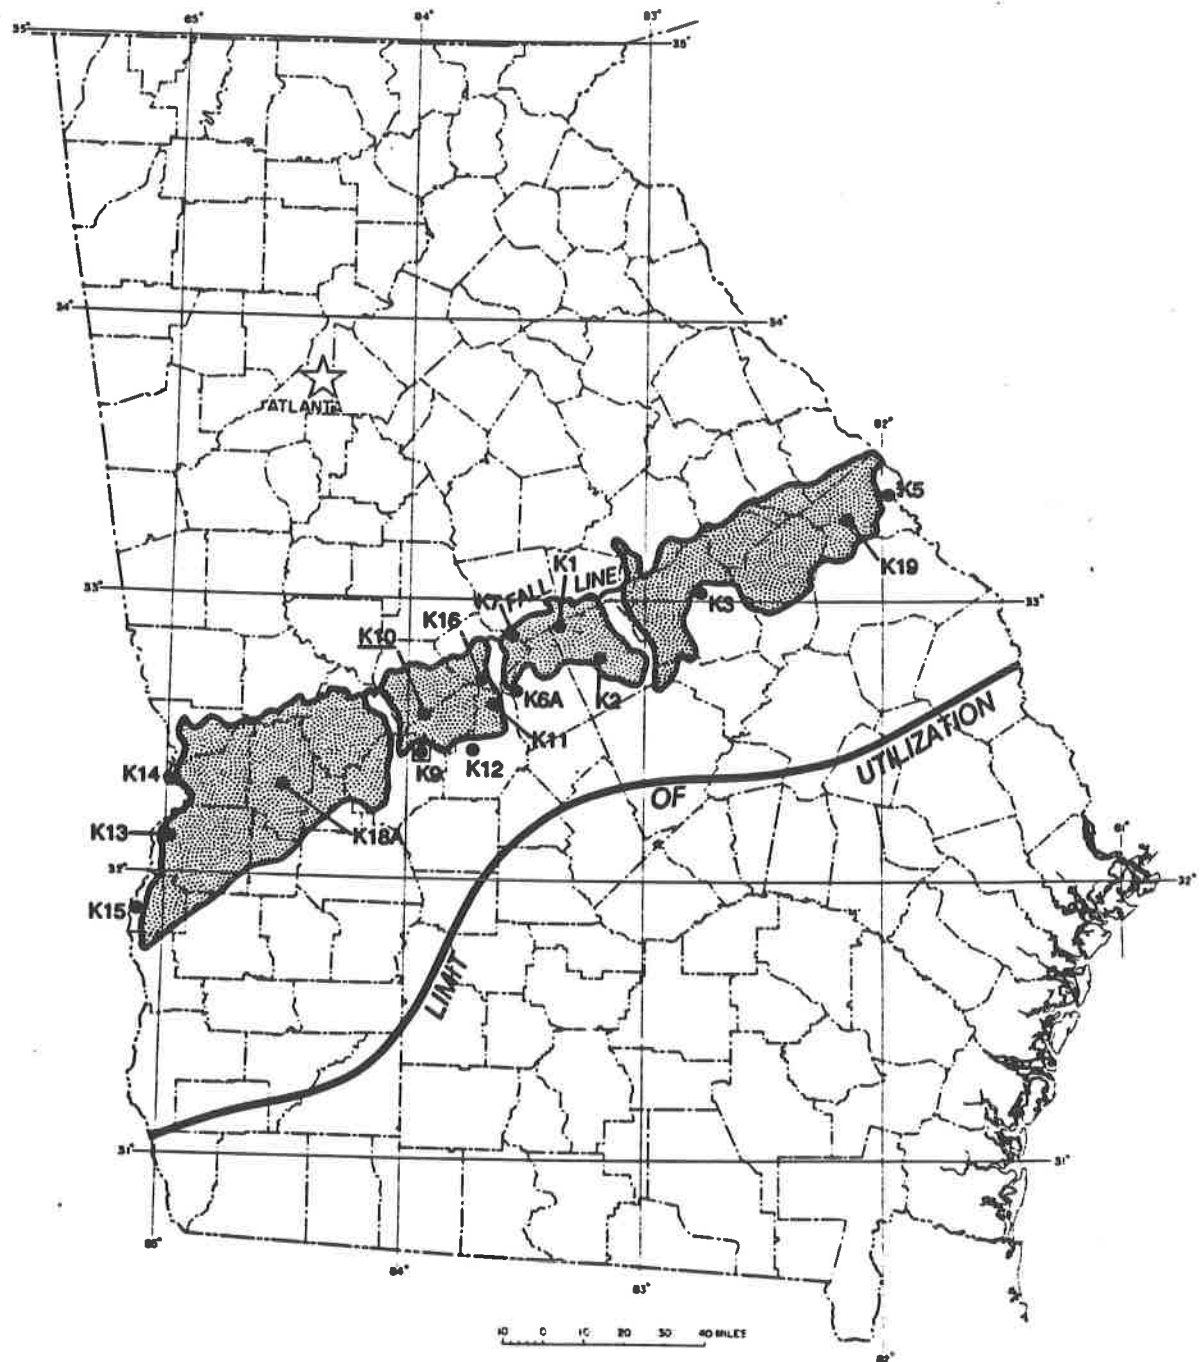 85°
84°
83°
35°
35°
34°
34°
ATLANTA
82°
K5
K1
K19
33°
FALL LINE
K7
K3
33°
K16
K10
K6A
K2
K11
K9
K12
K14
UTILIZATION
OF
K13
K18A
81°
32°
32°
K15
LIMIT
31°
31°
85°
84°
83°
10 0 10 20 30 40 MILES
82°